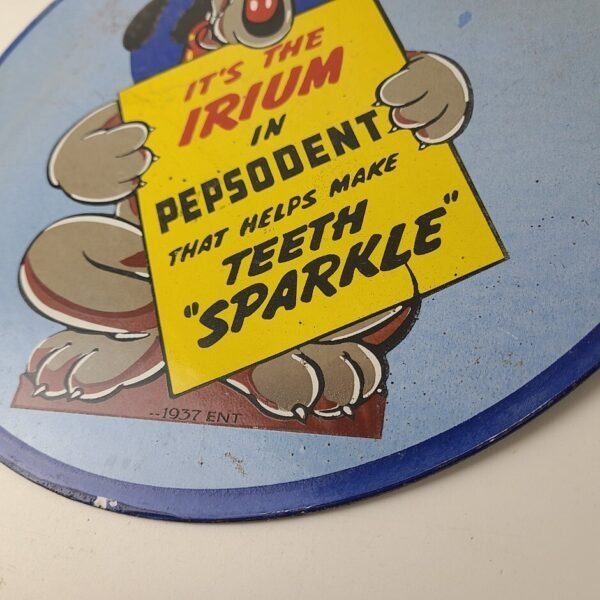 IT'S THE
IRIUM
IN
PEPSODENT
THAT HELPS MAKE
TEETH
"SPARKLE"
--1937 ENT